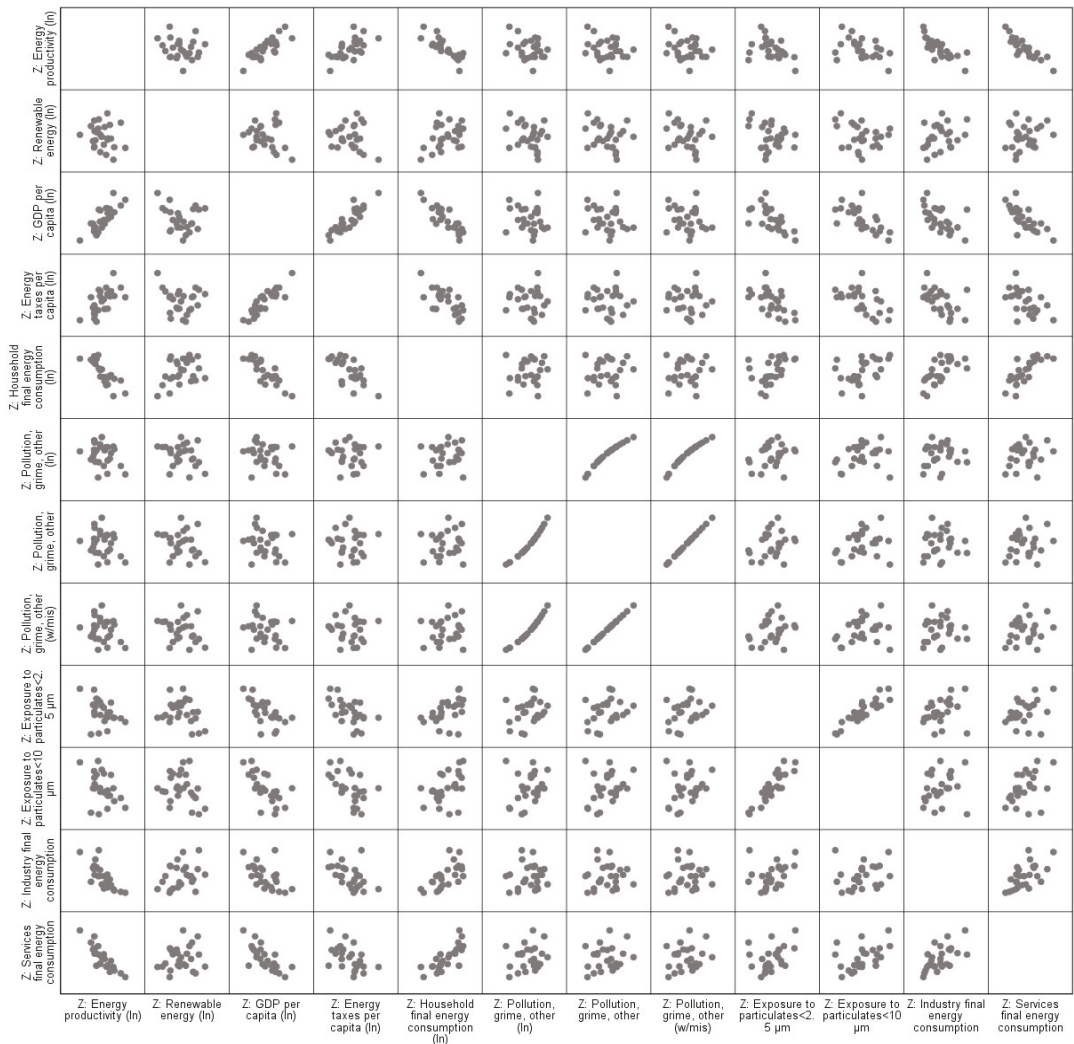 Z: Energy
productivity (ln)
Z: Renewable
energy (ln)
Z: GDP per
capita (ln)
Z: Energy
taxes per
capita (ln)
Z: Household
final energy
consumption
(ln)
Z: Pollution,
grime, other
(ln)
Z: Pollution,
grime, other
Z: Pollution,
grime, other
(w/mis)
Z: Exposure to
particulates<2.
5 µm
Z: Exposure to
particulates<10
µm
Z: Industry final
energy
consumption
Z: Services
final energy
consumption
Z: Energy
productivity (ln)
Z: Renewable
energy (ln)
Z: GDP per
capita (ln)
Z: Energy
taxes per
capita (ln)
Z: Household
final energy
consumption
(ln)
Z: Pollution,
grime, other
(ln)
Z: Pollution,
grime, other
Z: Pollution,
grime, other
(w/mis)
Z: Exposure to
particulates<2.
5 µm
Z: Exposure to
particulates<10
µm
Z: Industry final
energy
consumption
Z: Services
final energy
consumption